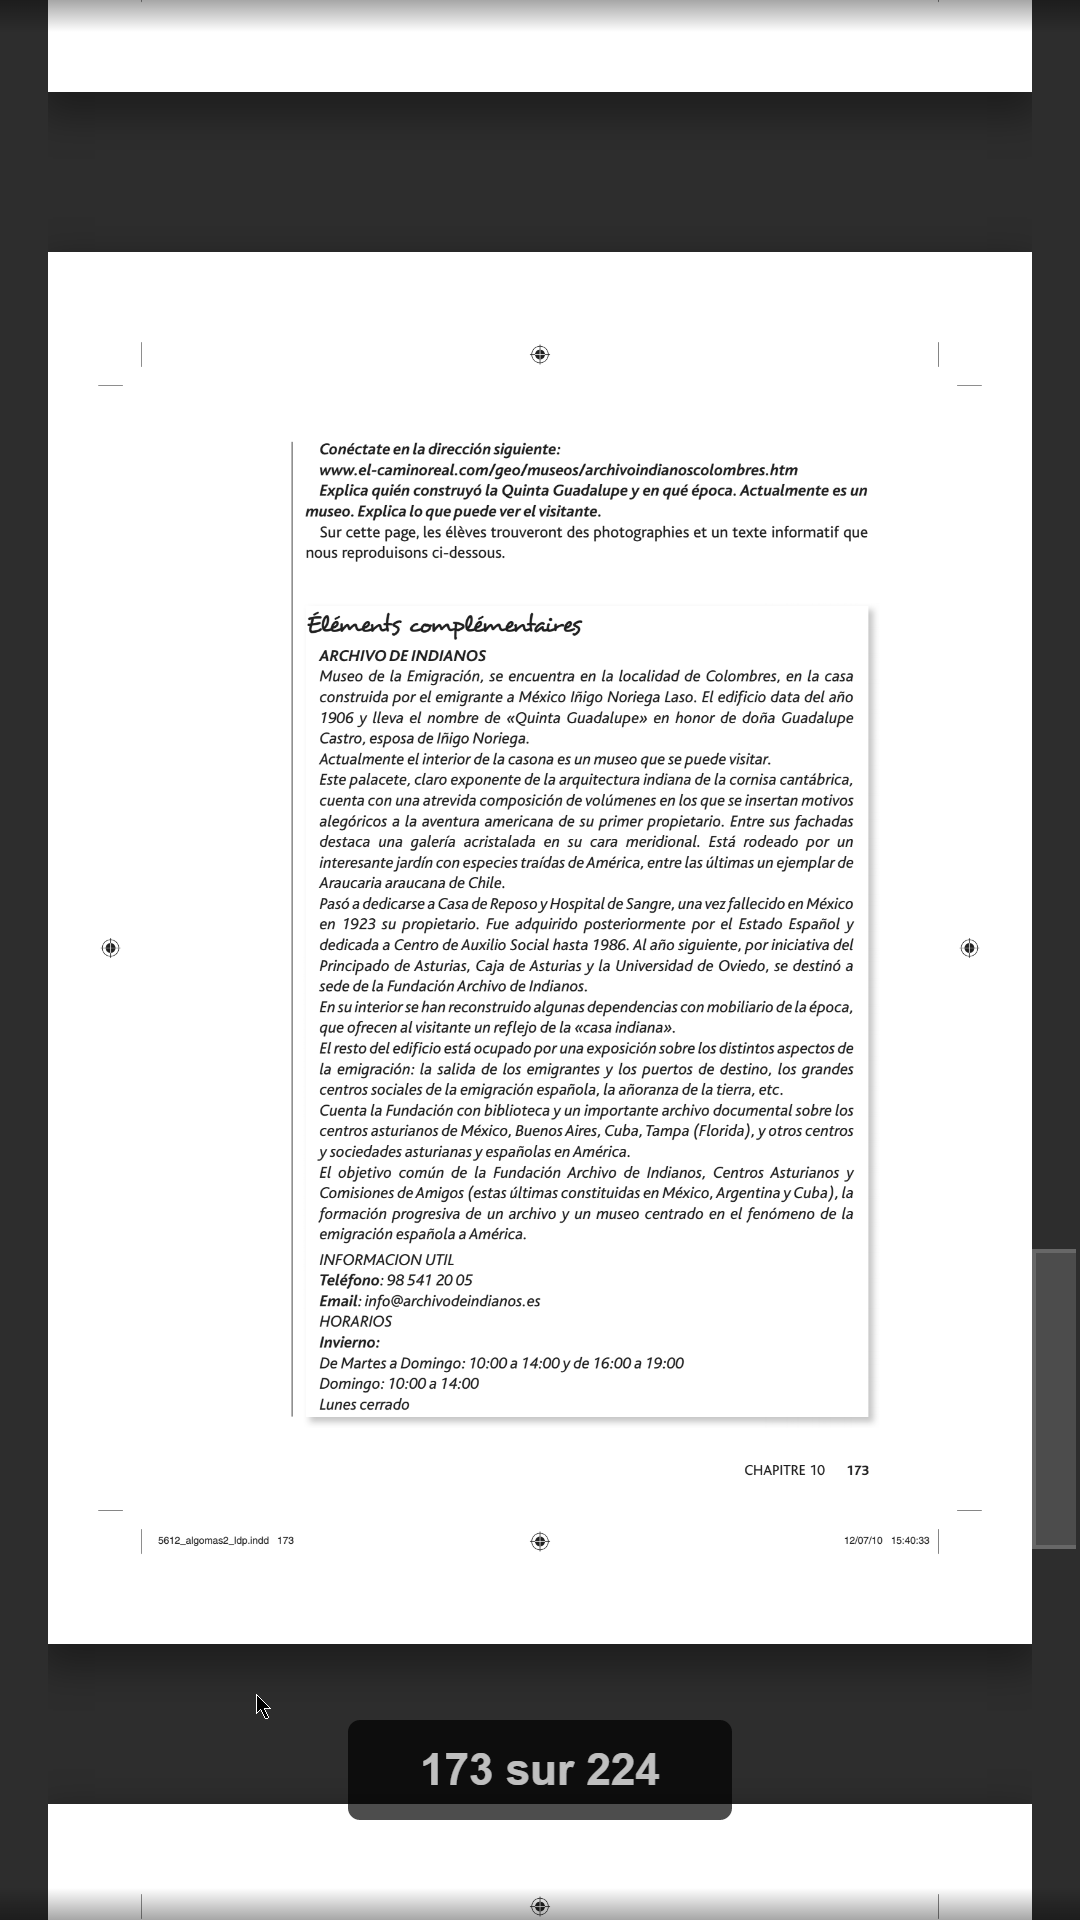 Conéctate en la dirección siguiente:
www.el-caminoreal.com/geo/museos/archivoindianoscolombres.htm
Explica quién construyó la Quinta Guadalupe y en qué época. Actualmente es un
museo. Explica lo que puede ver el visitante.
Sur cette page, les élèves trouveront des photographies et un texte informatif que
nous reproduisons ci-dessous.
Éléments complémentaires
ARCHIVO DE INDIANOS
Museo de la Emigración, se encuentra en la localidad de Colombres, en la casa
construida por el emigrante a México Iñigo Noriega Laso. El edificio data del año
1906 y lleva el nombre de «Quinta Guadalupe» en honor de doña Guadalupe
Castro, esposa de Iñigo Noriega.
Actualmente el interior de la casona es un museo que se puede visitar.
Este palacete, claro exponente de la arquitectura indiana de la cornisa cantábrica,
cuenta con una atrevida composición de volúmenes en los que se insertan motivos
alegóricos a la aventura americana de su primer propietario. Entre sus fachadas
destaca una galería acristalada en su cara meridional. Está rodeado por un
interesante jardín con especies traídas de América, entre las últimas un ejemplar de
Araucaria araucana de Chile.
Pasó a dedicarse a Casa de Reposo y Hospital de Sangre, una vez fallecido en México
en 1923 su propietario. Fue adquirido posteriormente por el Estado Español y
dedicada a Centro de Auxilio Social hasta 1986. Al año siguiente, por iniciativa del
Principado de Asturias, Caja de Asturias y la Universidad de Oviedo, se destinó a
sede de la Fundación Archivo de Indianos.
En su interior se han reconstruido algunas dependencias con mobiliario de la época,
que ofrecen al visitante un reflejo de la «casa indiana».
El resto del edificio está ocupado por una exposición sobre los distintos aspectos de
la emigración: la salida de los emigrantes y los puertos de destino, los grandes
centros sociales de la emigración española, la añoranza de la tierra, etc.
Cuenta la Fundación con biblioteca y un importante archivo documental sobre los
centros asturianos de México, Buenos Aires, Cuba, Tampa (Florida), y otros centros
y sociedades asturianas y españolas en América.
El objetivo común de la Fundación Archivo de Indianos, Centros Asturianos y
Comisiones de Amigos (estas últimas constituidas en México, Argentina y Cuba), la
formación progresiva de un archivo y un museo centrado en el fenómeno de la
emigración española a América.
INFORMACION UTIL
Teléfono: 98 541 20 05
Email: info@archivodeindianos.es
HORARIOS
Invierno:
De Martes a Domingo: 10:00 a 14:00 y de 16:00 a 19:00
Domingo: 10:00 a 14:00
Lunes cerrado
CHAPITRE 10 173
5612_algomas2_ldp.indd 173 12/07/10 15:40:33
173 sur 224